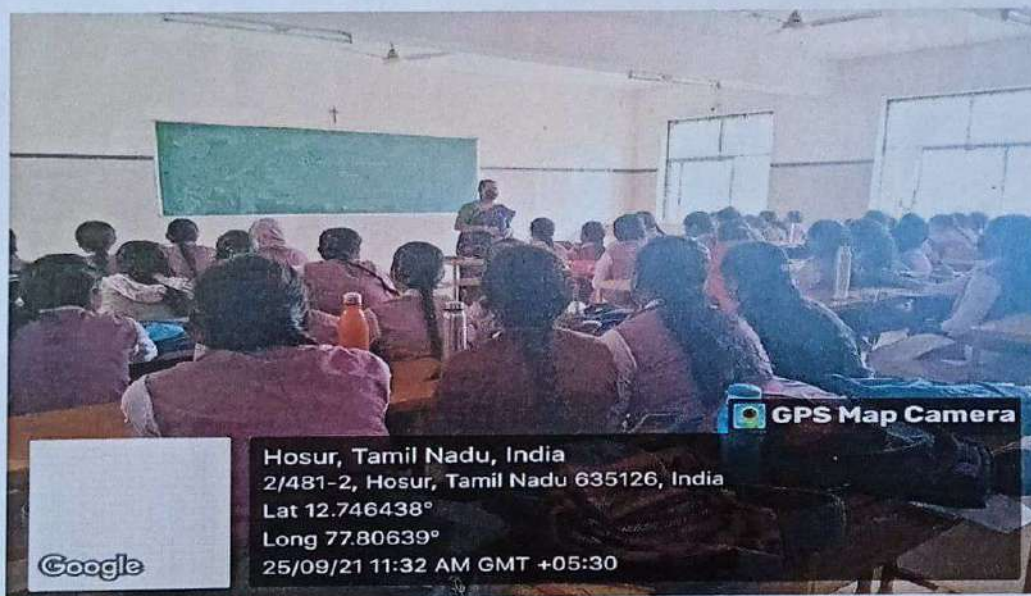 GPS Map Camera
Hosur, Tamil Nadu, India
2/481-2, Hosur, Tamil Nadu 635126, India
Lat 12.746438°
Long 77.80639°
25/09/21 11:32 AM GMT +05:30
Google